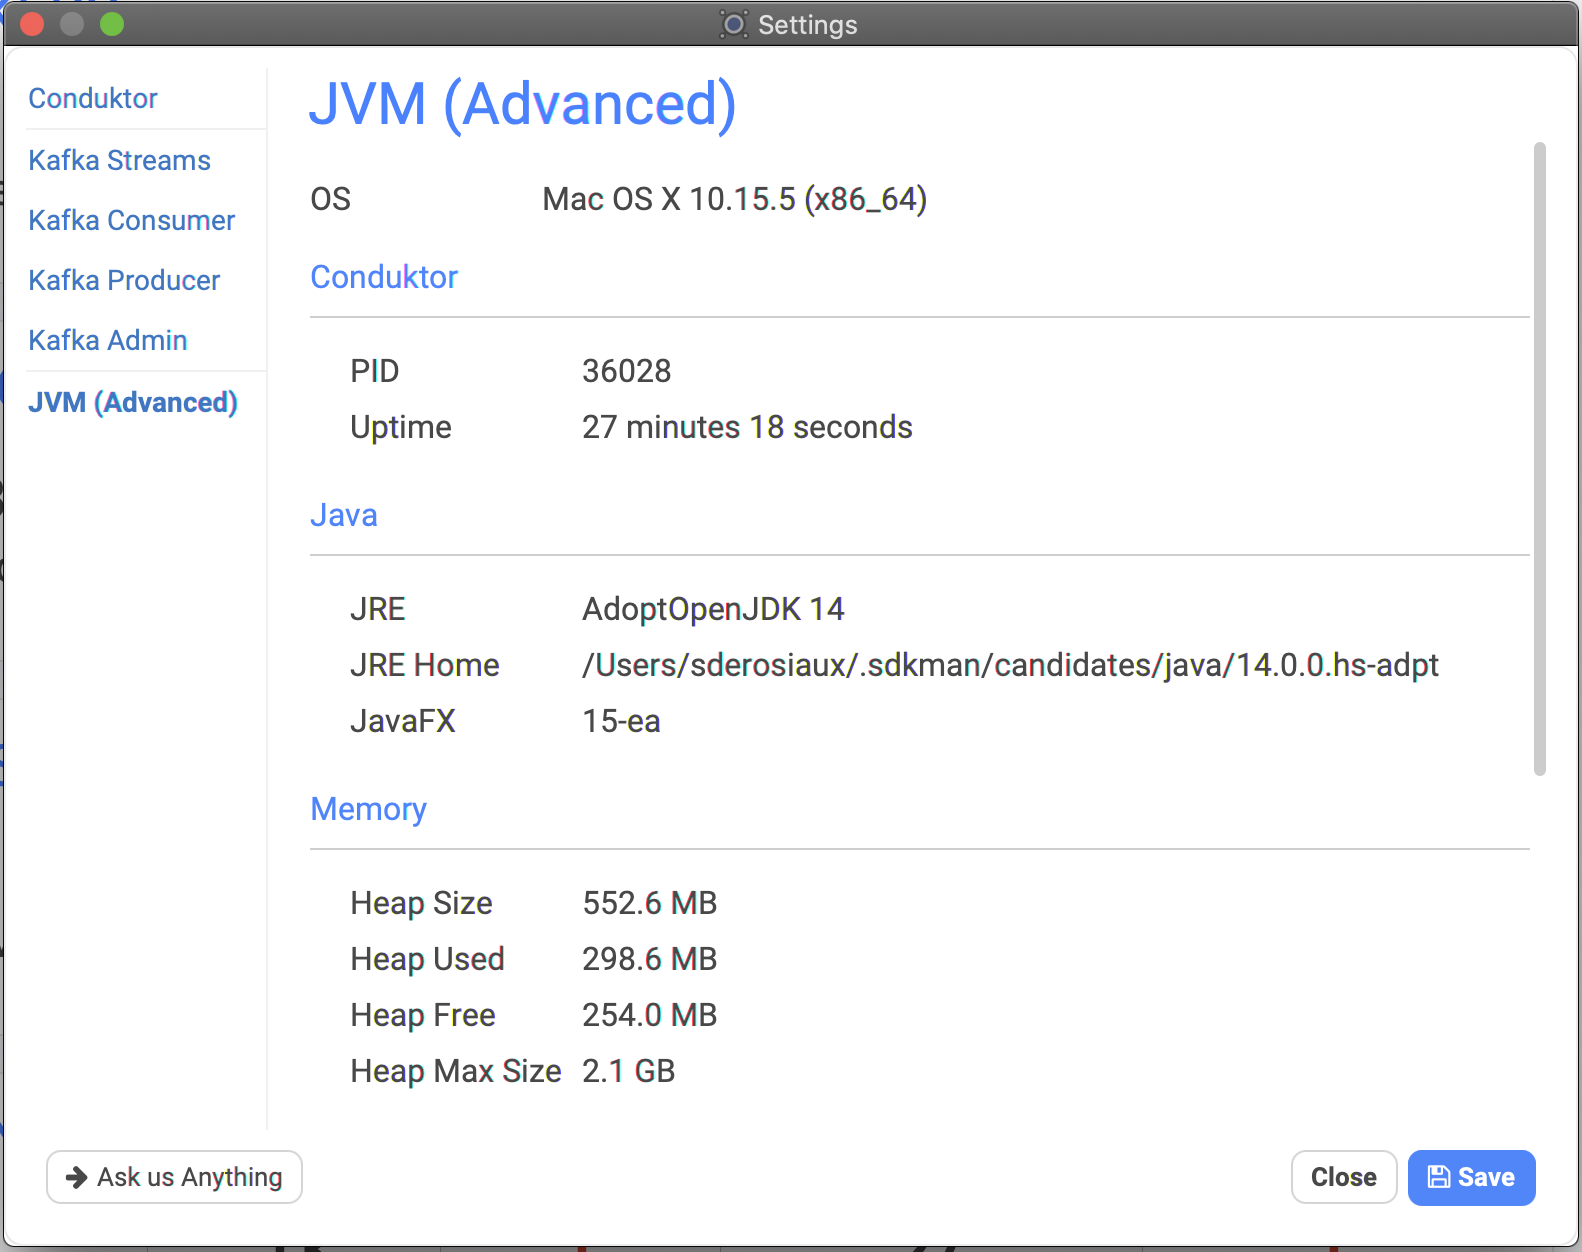 Settings
Conduktor
Kafka Streams
Kafka Consumer
Kafka Producer
Kafka Admin
JVM (Advanced)
JVM (Advanced)
OS Mac OS X 10.15.5 (x86_64)
Conduktor
PID 36028
Uptime 27 minutes 18 seconds
Java
JRE AdoptOpenJDK 14
JRE Home /Users/sderosiaux/.sdkman/candidates/java/14.0.0.hs-adpt
JavaFX 15-ea
Memory
Heap Size 552.6 MB
Heap Used 298.6 MB
Heap Free 254.0 MB
Heap Max Size 2.1 GB
Ask us Anything
Close
Save